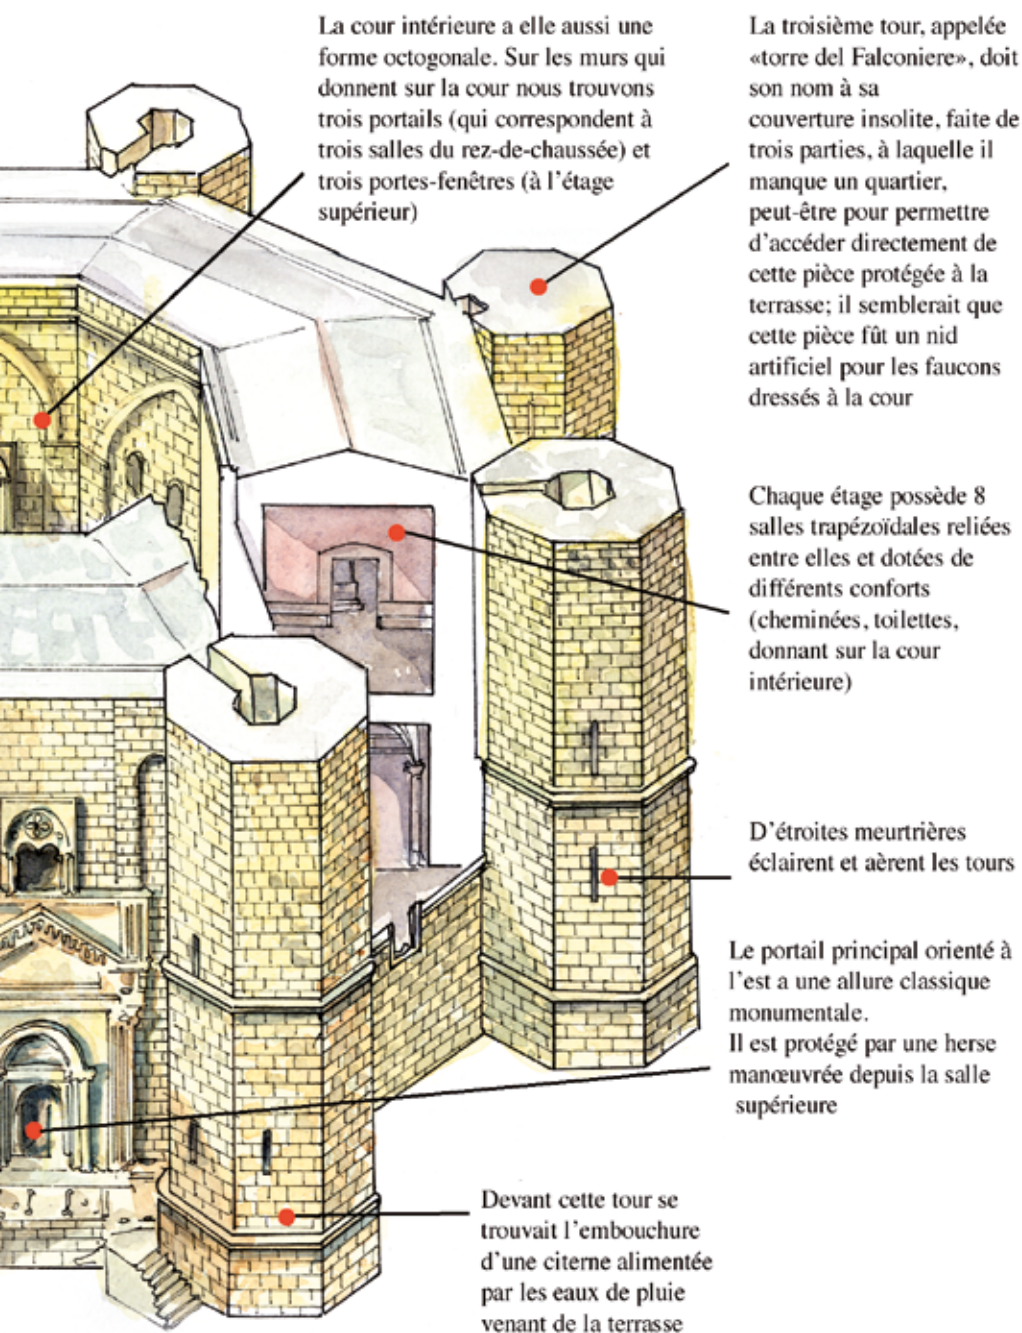 La cour intérieure a elle aussi une
forme octogonale. Sur les murs qui
donnent sur la cour nous trouvons
trois portails (qui correspondent à
trois salles du rez-de-chaussée) et
trois portes-fenêtres (à l'étage
supérieur)
La troisième tour, appelée
«torre del Falconiere», doit
son nom à sa
couverture insolite, faite de
trois parties, à laquelle il
manque un quartier,
peut-être pour permettre
d'accéder directement de
cette pièce protégée à la
terrasse; il semblerait que
cette pièce fût un nid
artificiel pour les faucons
dressés à la cour
Chaque étage possède 8
salles trapézoïdales reliées
entre elles et dotées de
différents conforts
(cheminées, toilettes,
donnant sur la cour
intérieure)
D'étroites meurtrières
éclairent et aèrent les tours
Le portail principal orienté à
l'est a une allure classique
monumentale.
Il est protégé par une herse
manœuvrée depuis la salle
supérieure
Devant cette tour se
trouvait l'embouchure
d'une citerne alimentée
par les eaux de pluie
venant de la terrasse